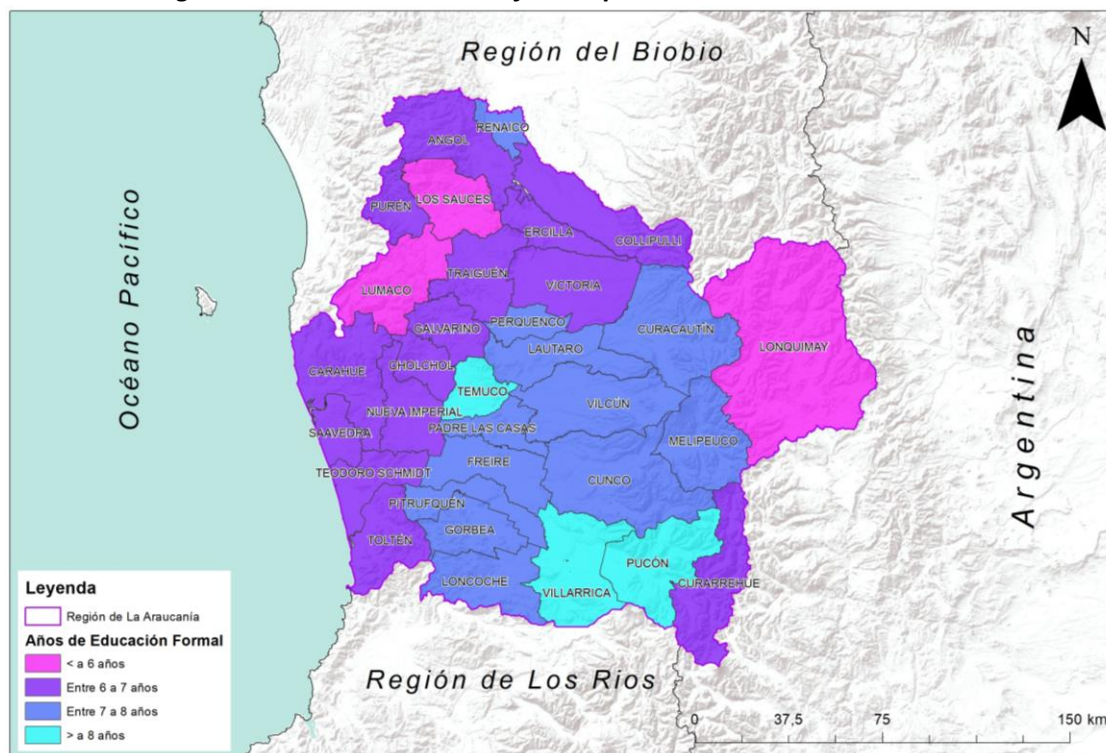 Región del Biobio
N
RENAICO
ANGOL
LOS SAUCES
PURÉN
ERCILLA
COLLIPULLI
TRAIGUÉN
VICTORIA
LUMACO
PERQUENCO
GALVARINO
CURACAUTÍN
LONQUIMAY
LAUTARO
CHOLCHOL
CARAHUE
TEMUCO
VILCÚN
NUEVA IMPERIAL
PADRE LAS CASAS
SAAVEDRA
MELIPEUCO
FREIRE
TEODORO SCHMIDT
CUNCO
PITRUFQUÉN
GORBEA
TOLTÉN
PUCÓN
LONCOCHE
VILLARRICA
CURARREHUE
Océano Pacífico
Argentina
Región de Los Rios
Leyenda
Región de La Araucanía
Años de Educación Formal
< a 6 años
Entre 6 a 7 años
Entre 7 a 8 años
> a 8 años
0 37,5 75 150 km